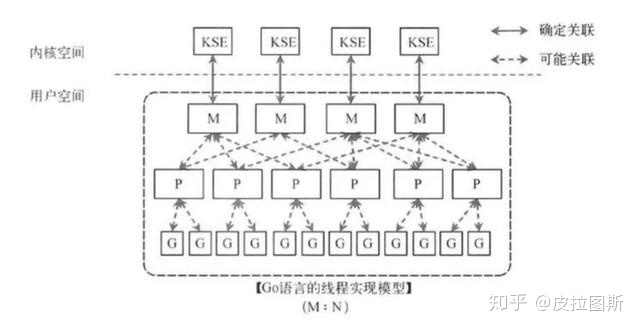 KSE KSE KSE KSE 确定关联
内核空间 可能关联
用户空间
M M M M
P P P P P P
G G G G G G G G G G G G
【Go语言的线程实现模型】
(M:N)
知乎 @皮拉图斯